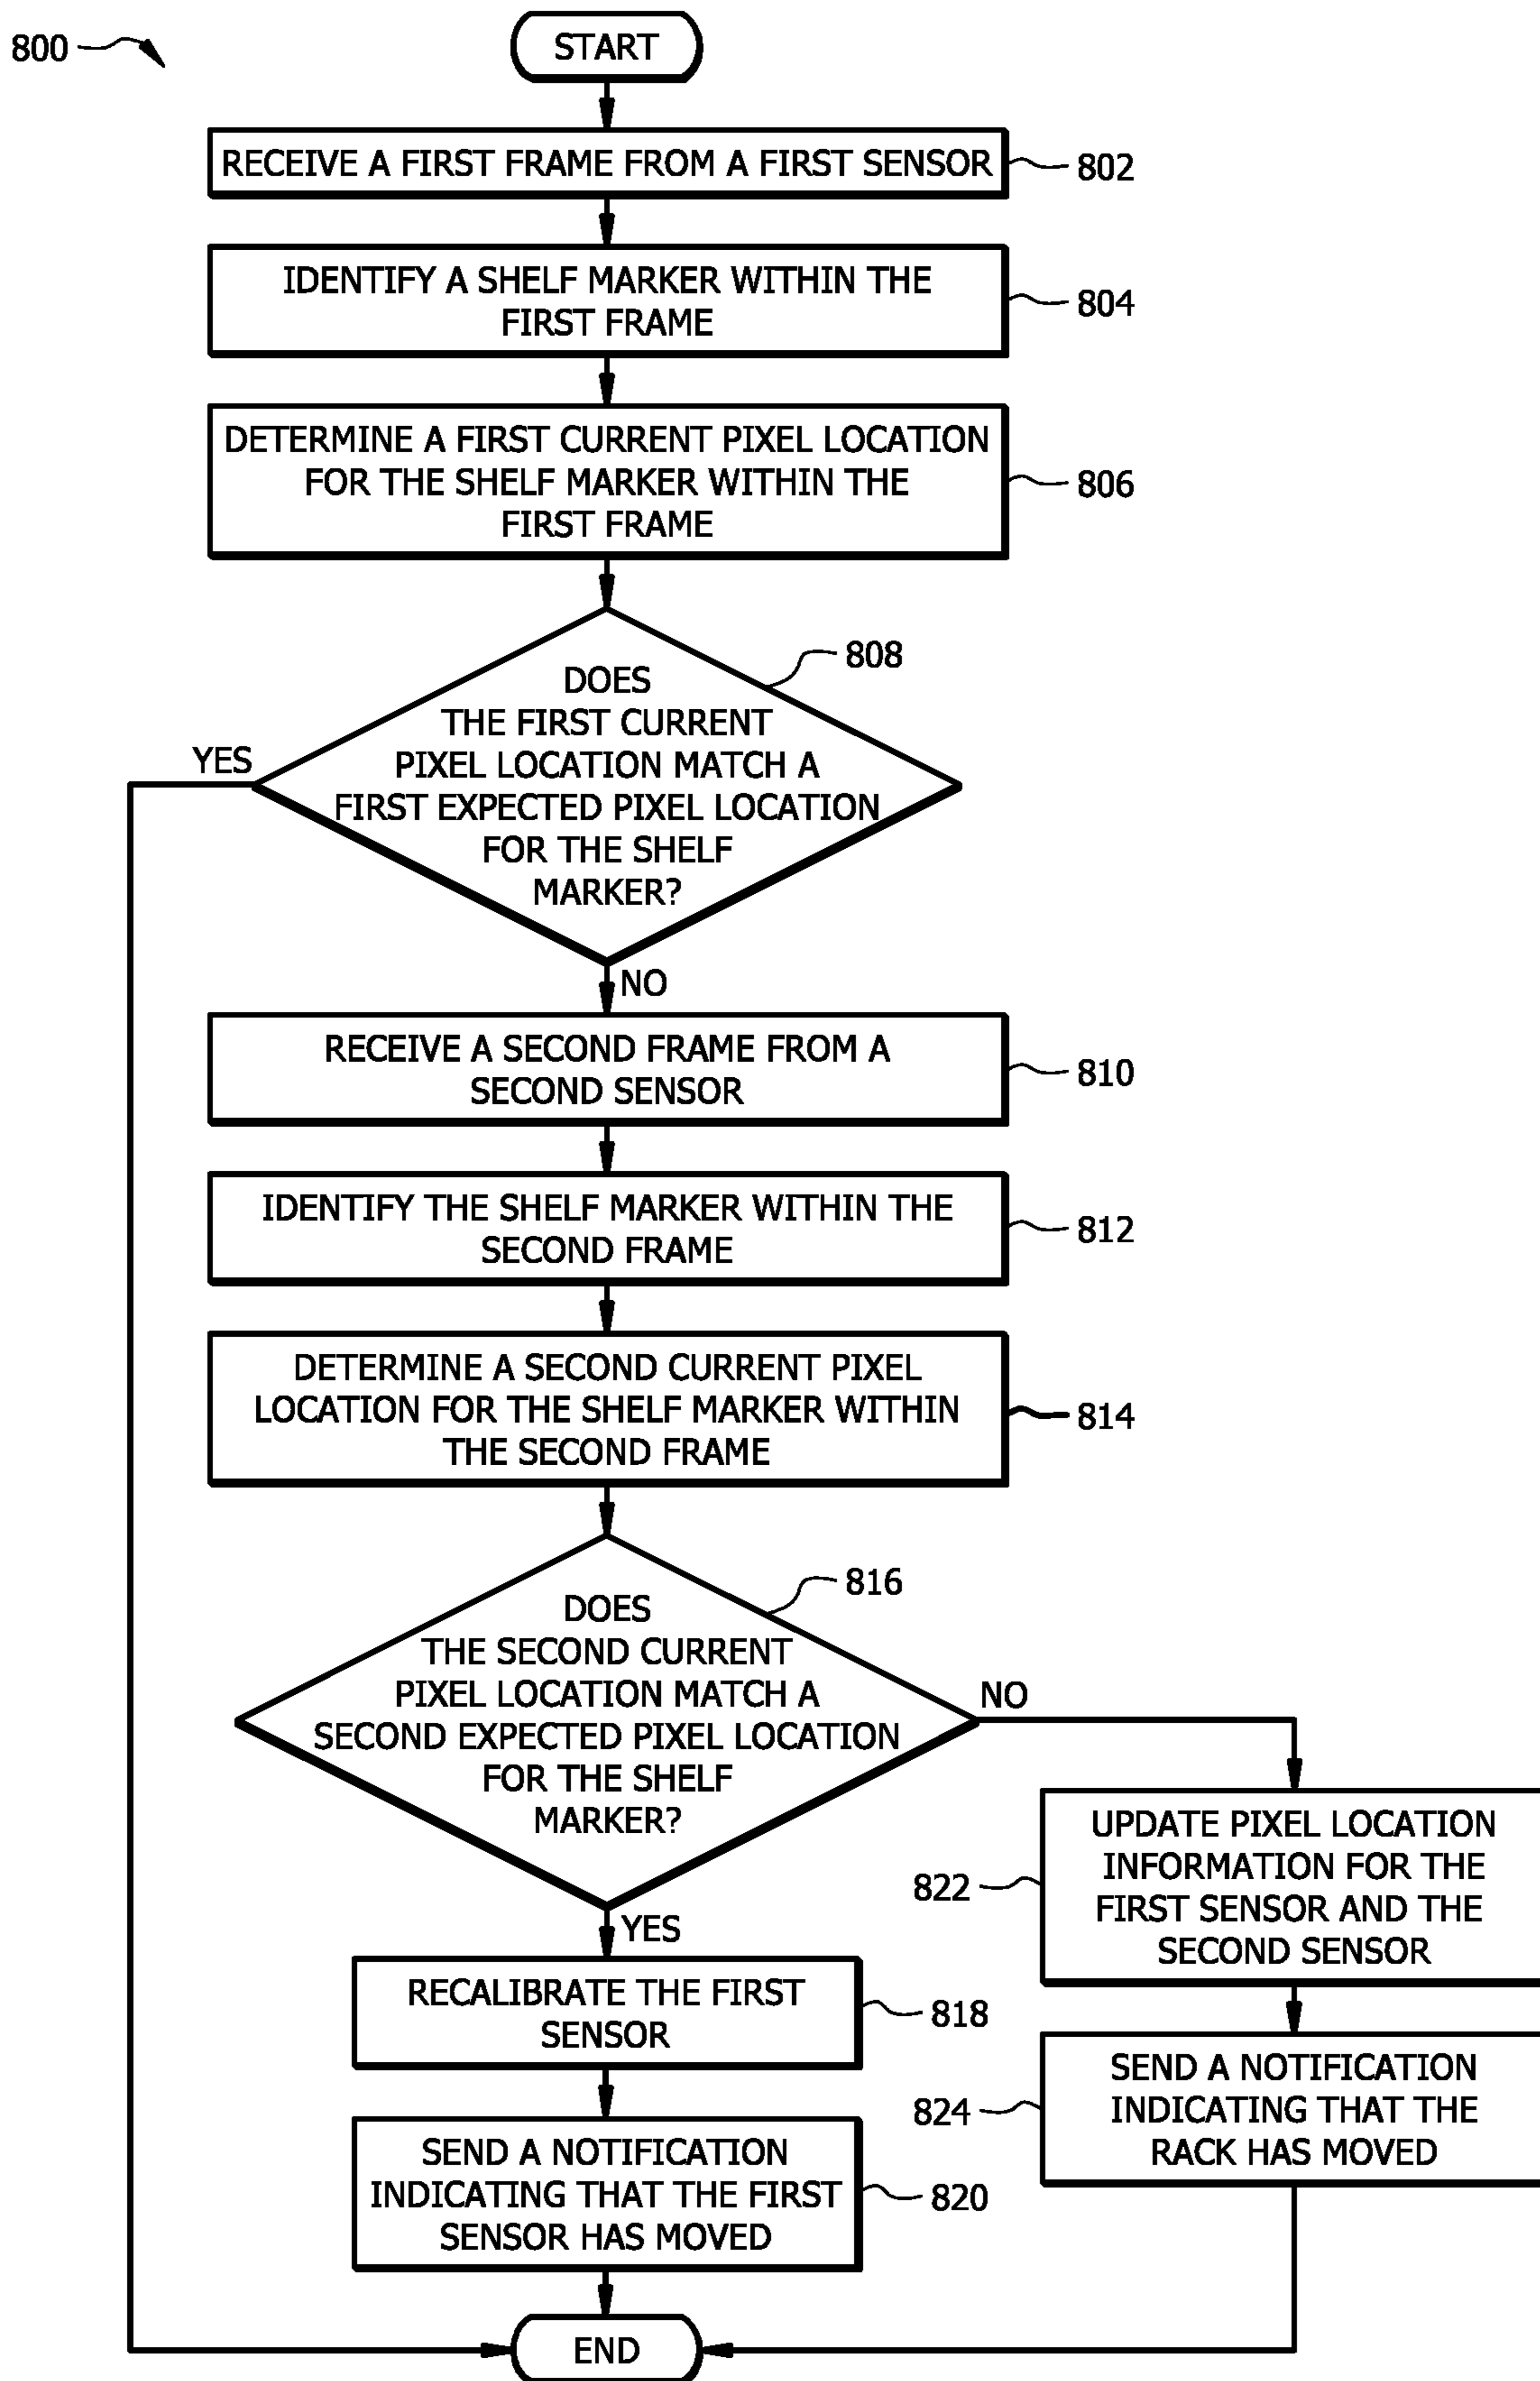 800
START
RECEIVE A FIRST FRAME FROM A FIRST SENSOR
802
IDENTIFY A SHELF MARKER WITHIN THE
FIRST FRAME
804
DETERMINE A FIRST CURRENT PIXEL LOCATION
FOR THE SHELF MARKER WITHIN THE
FIRST FRAME
806
808
DOES
THE FIRST CURRENT
PIXEL LOCATION MATCH A
FIRST EXPECTED PIXEL LOCATION
FOR THE SHELF
MARKER?
YES
NO
RECEIVE A SECOND FRAME FROM A
SECOND SENSOR
810
IDENTIFY THE SHELF MARKER WITHIN THE
SECOND FRAME
812
DETERMINE A SECOND CURRENT PIXEL
LOCATION FOR THE SHELF MARKER WITHIN
THE SECOND FRAME
814
816
DOES
THE SECOND CURRENT
PIXEL LOCATION MATCH A
SECOND EXPECTED PIXEL LOCATION
FOR THE SHELF
MARKER?
NO
YES
UPDATE PIXEL LOCATION
INFORMATION FOR THE
FIRST SENSOR AND THE
SECOND SENSOR
822
RECALIBRATE THE FIRST
SENSOR
818
SEND A NOTIFICATION
INDICATING THAT THE
RACK HAS MOVED
824
SEND A NOTIFICATION
INDICATING THAT THE FIRST
SENSOR HAS MOVED
820
END